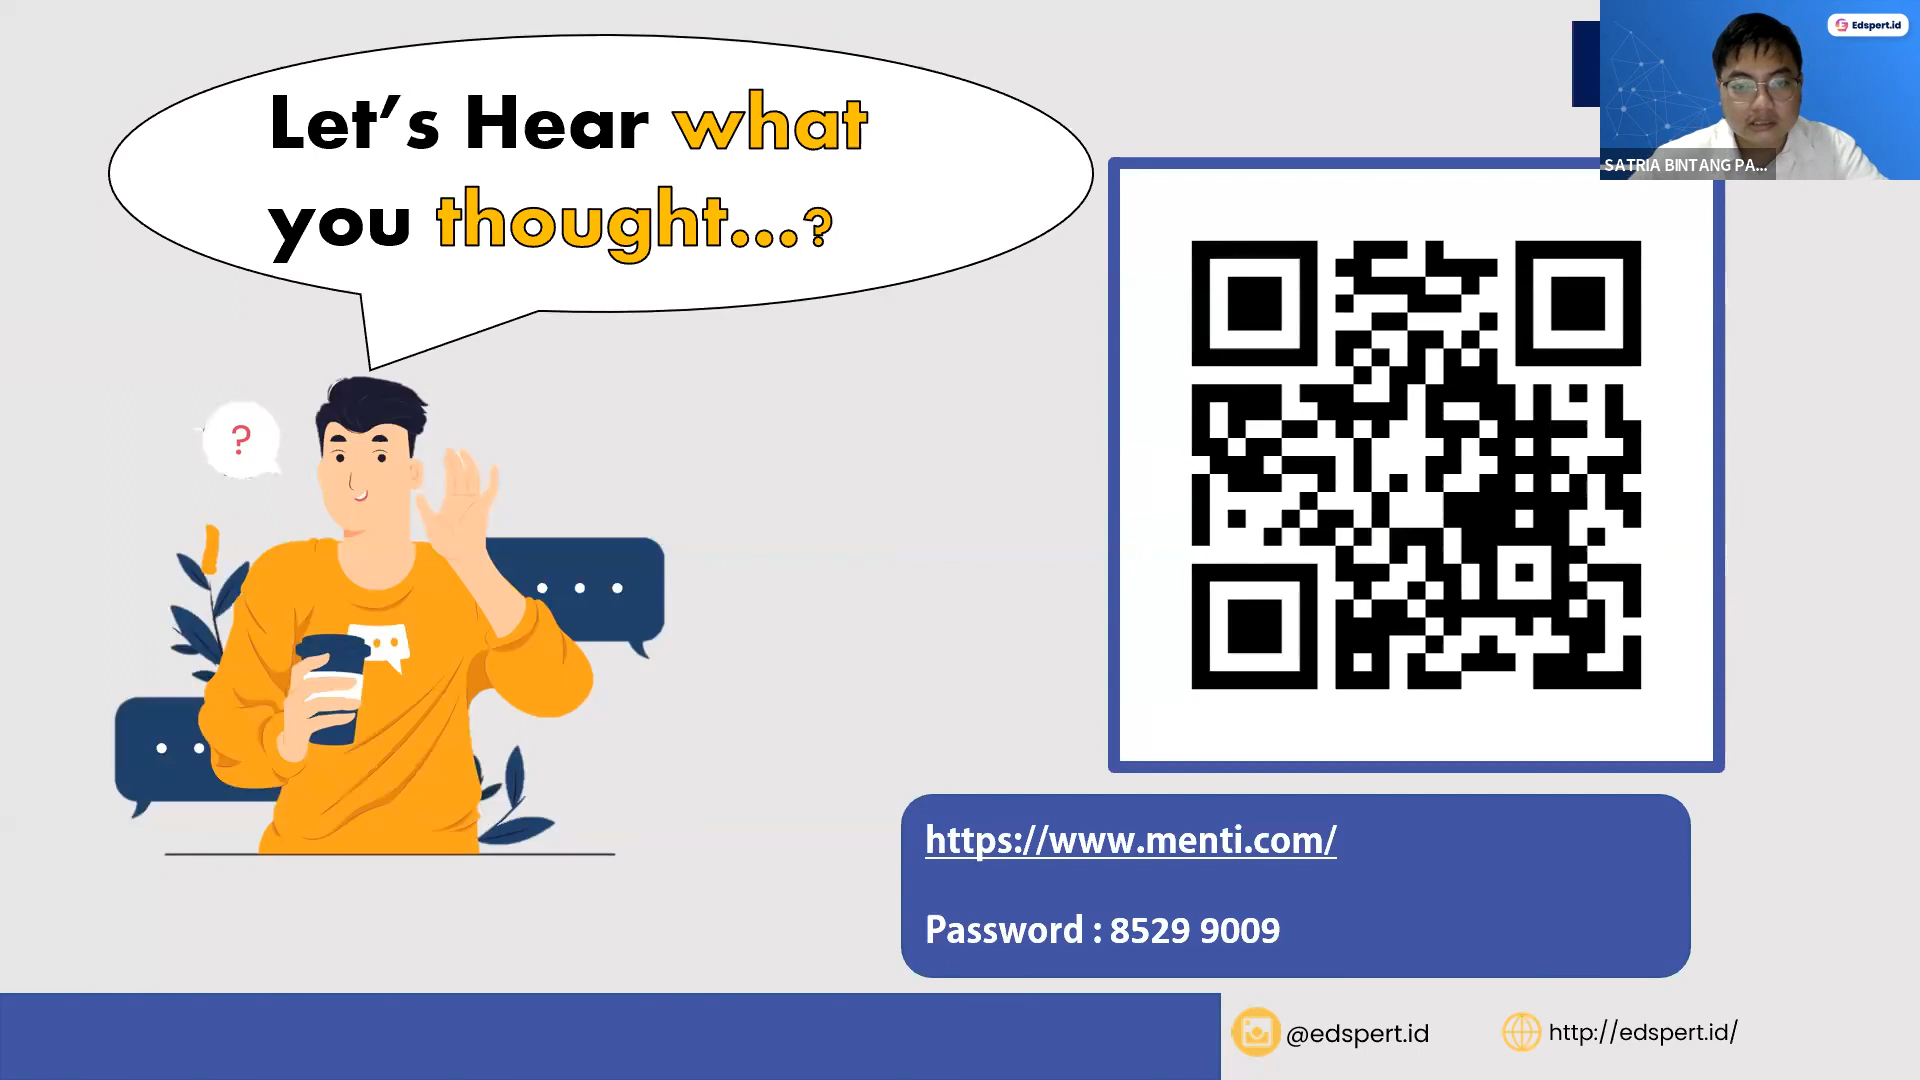 Let’s Hear what
you thought...?
?
Edspert.id
SATRIA BINTANG PA...
https://www.menti.com/
Password : 8529 9009
@edspert.id
http://edspert.id/